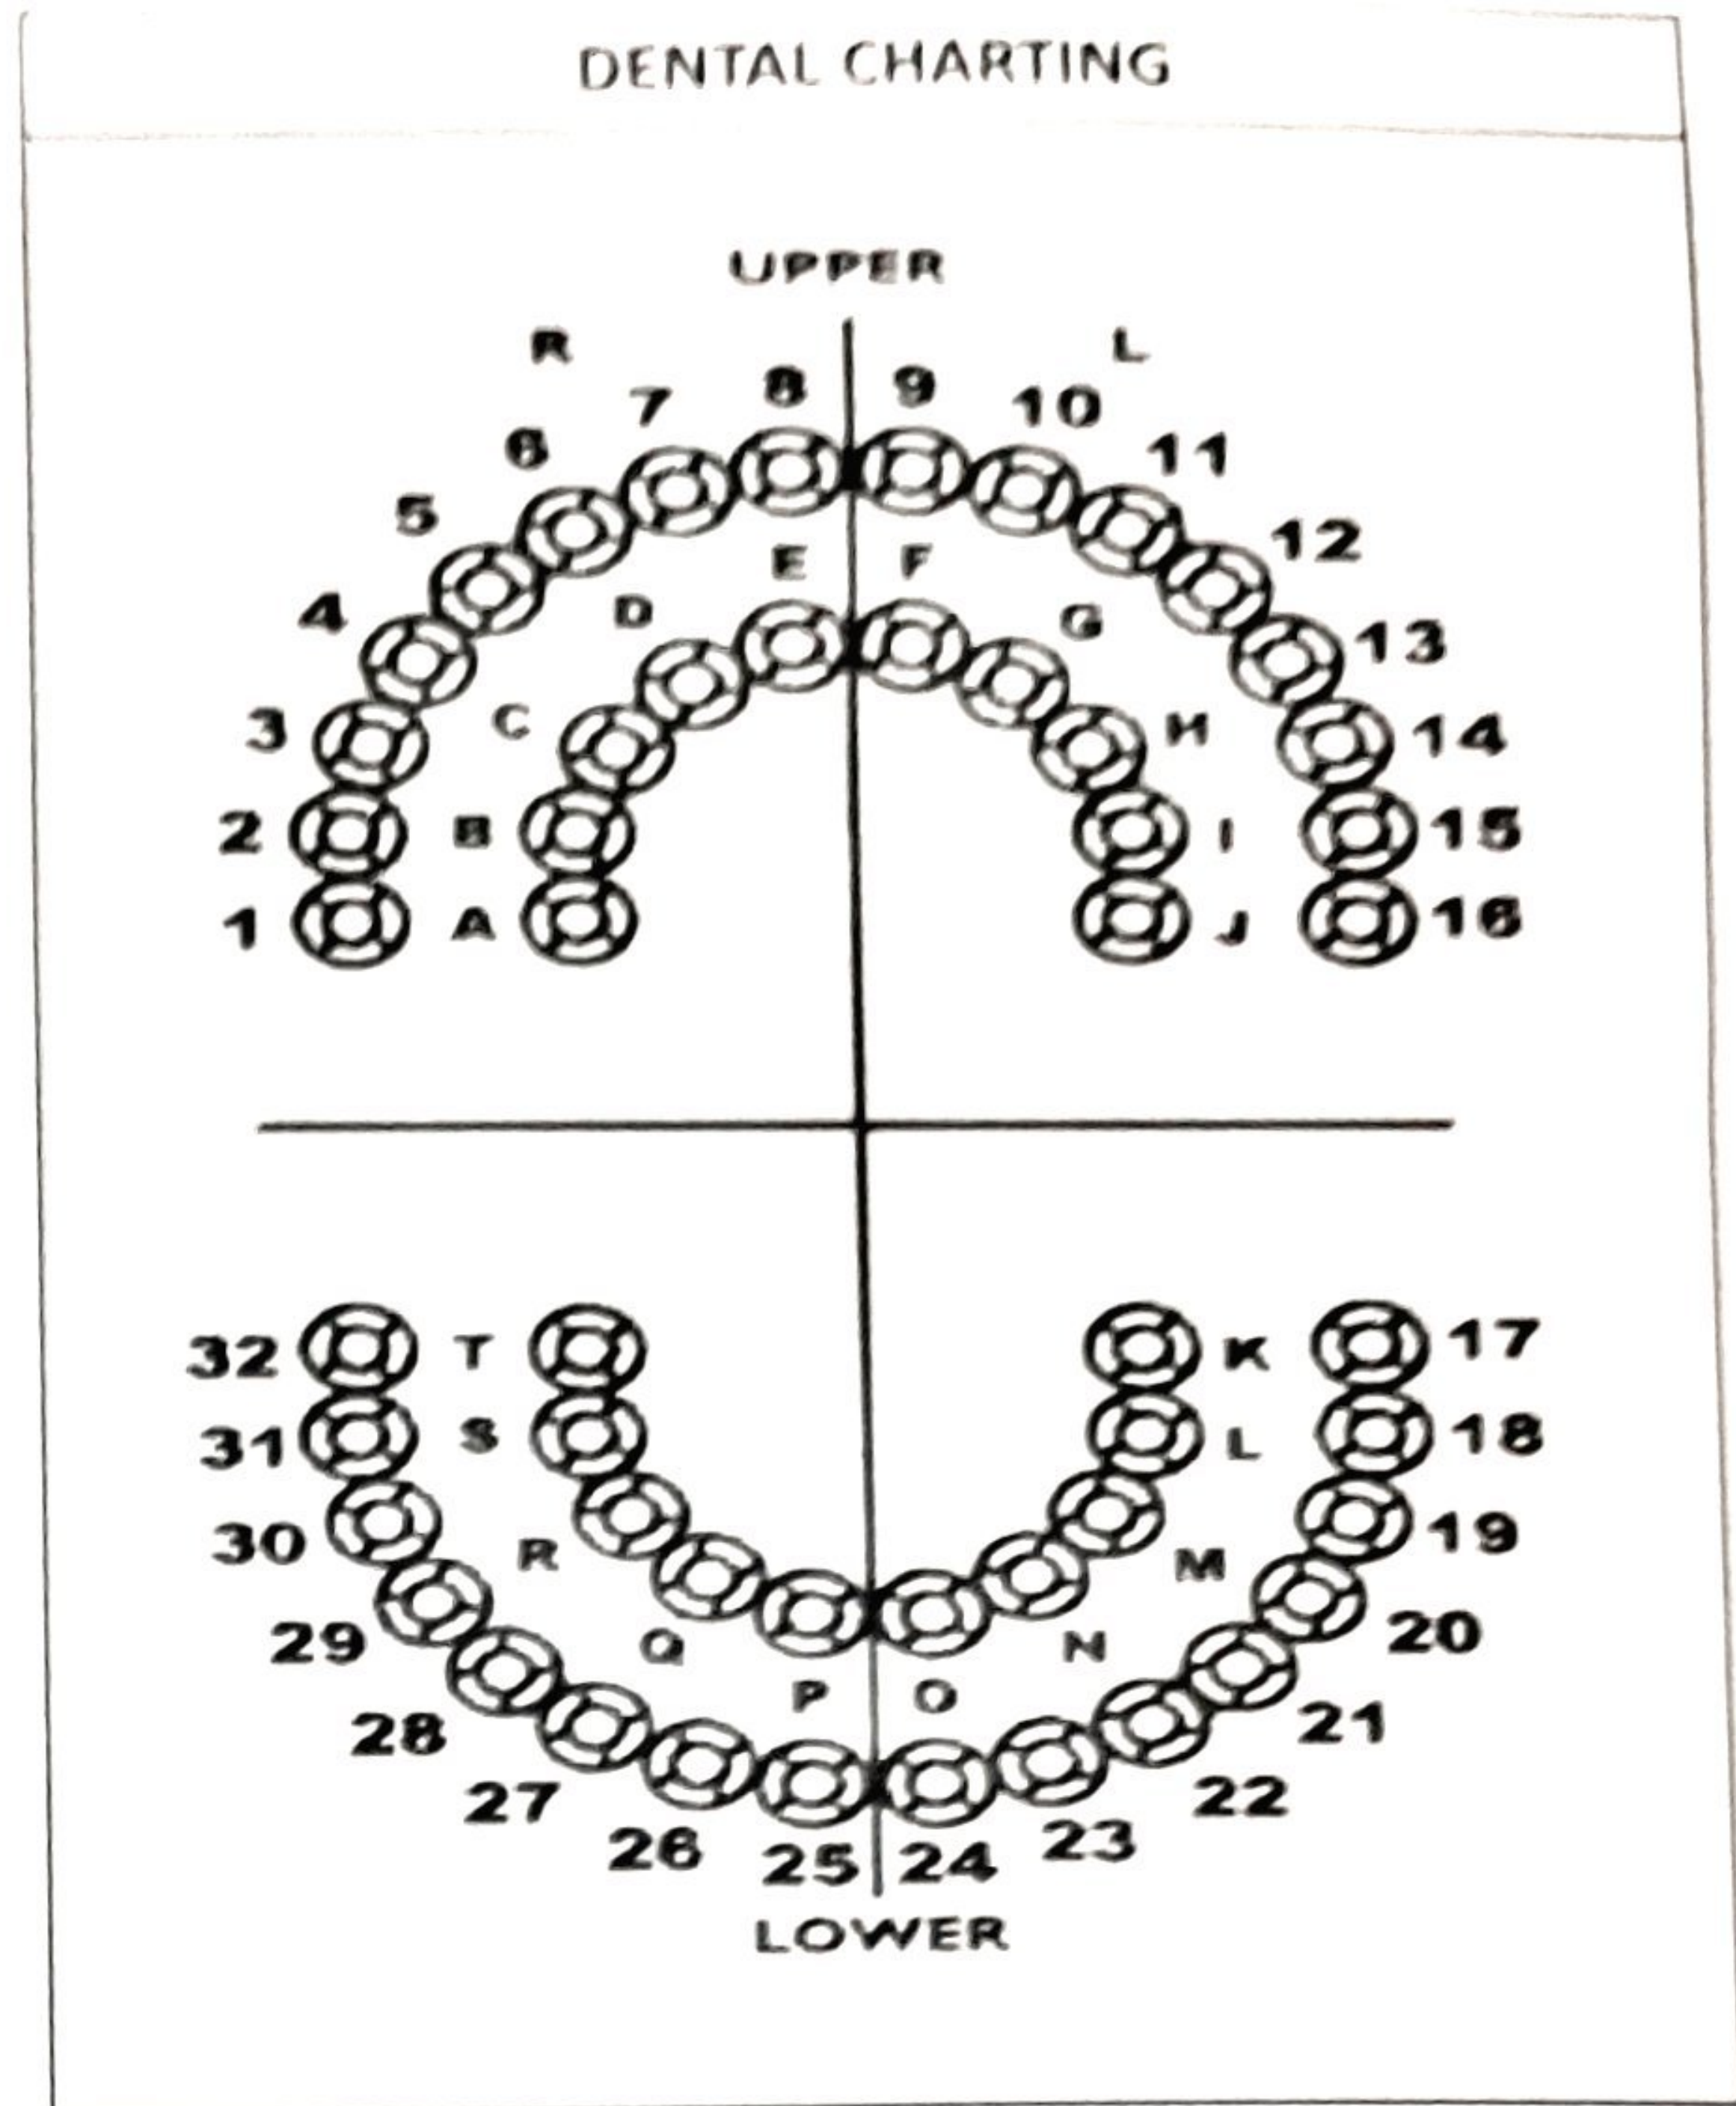 DENTAL CHARTING
UPPER
R L
7 8 9 10
6 11
5 12
E F
4 D G 13
3 C H 14
2 B I 15
1 A J 16
32 T K 17
31 S L 18
30 R M 19
29 Q N 20
P O
28 21
27 22
26 23
25 24
LOWER